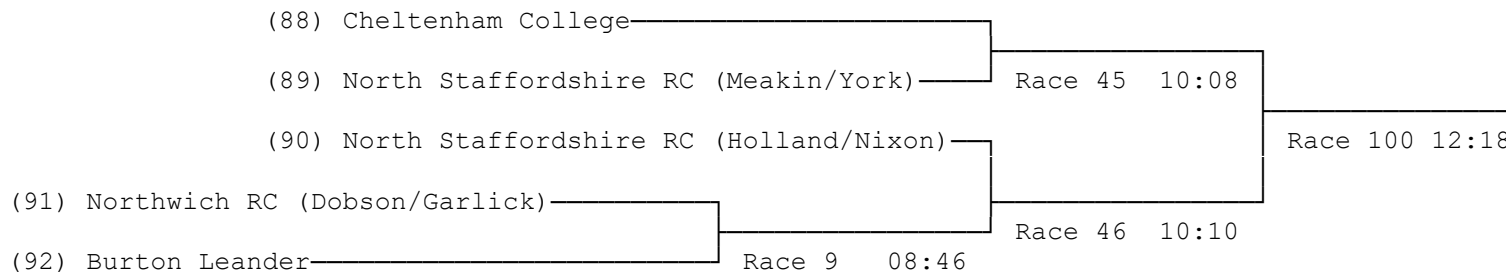 (88) Cheltenham College
(89) North Staffordshire RC (Meakin/York) Race 45 10:08
(90) North Staffordshire RC (Holland/Nixon) Race 100 12:18
(91) Northwich RC (Dobson/Garlick)
Race 46 10:10
(92) Burton Leander Race 9 08:46